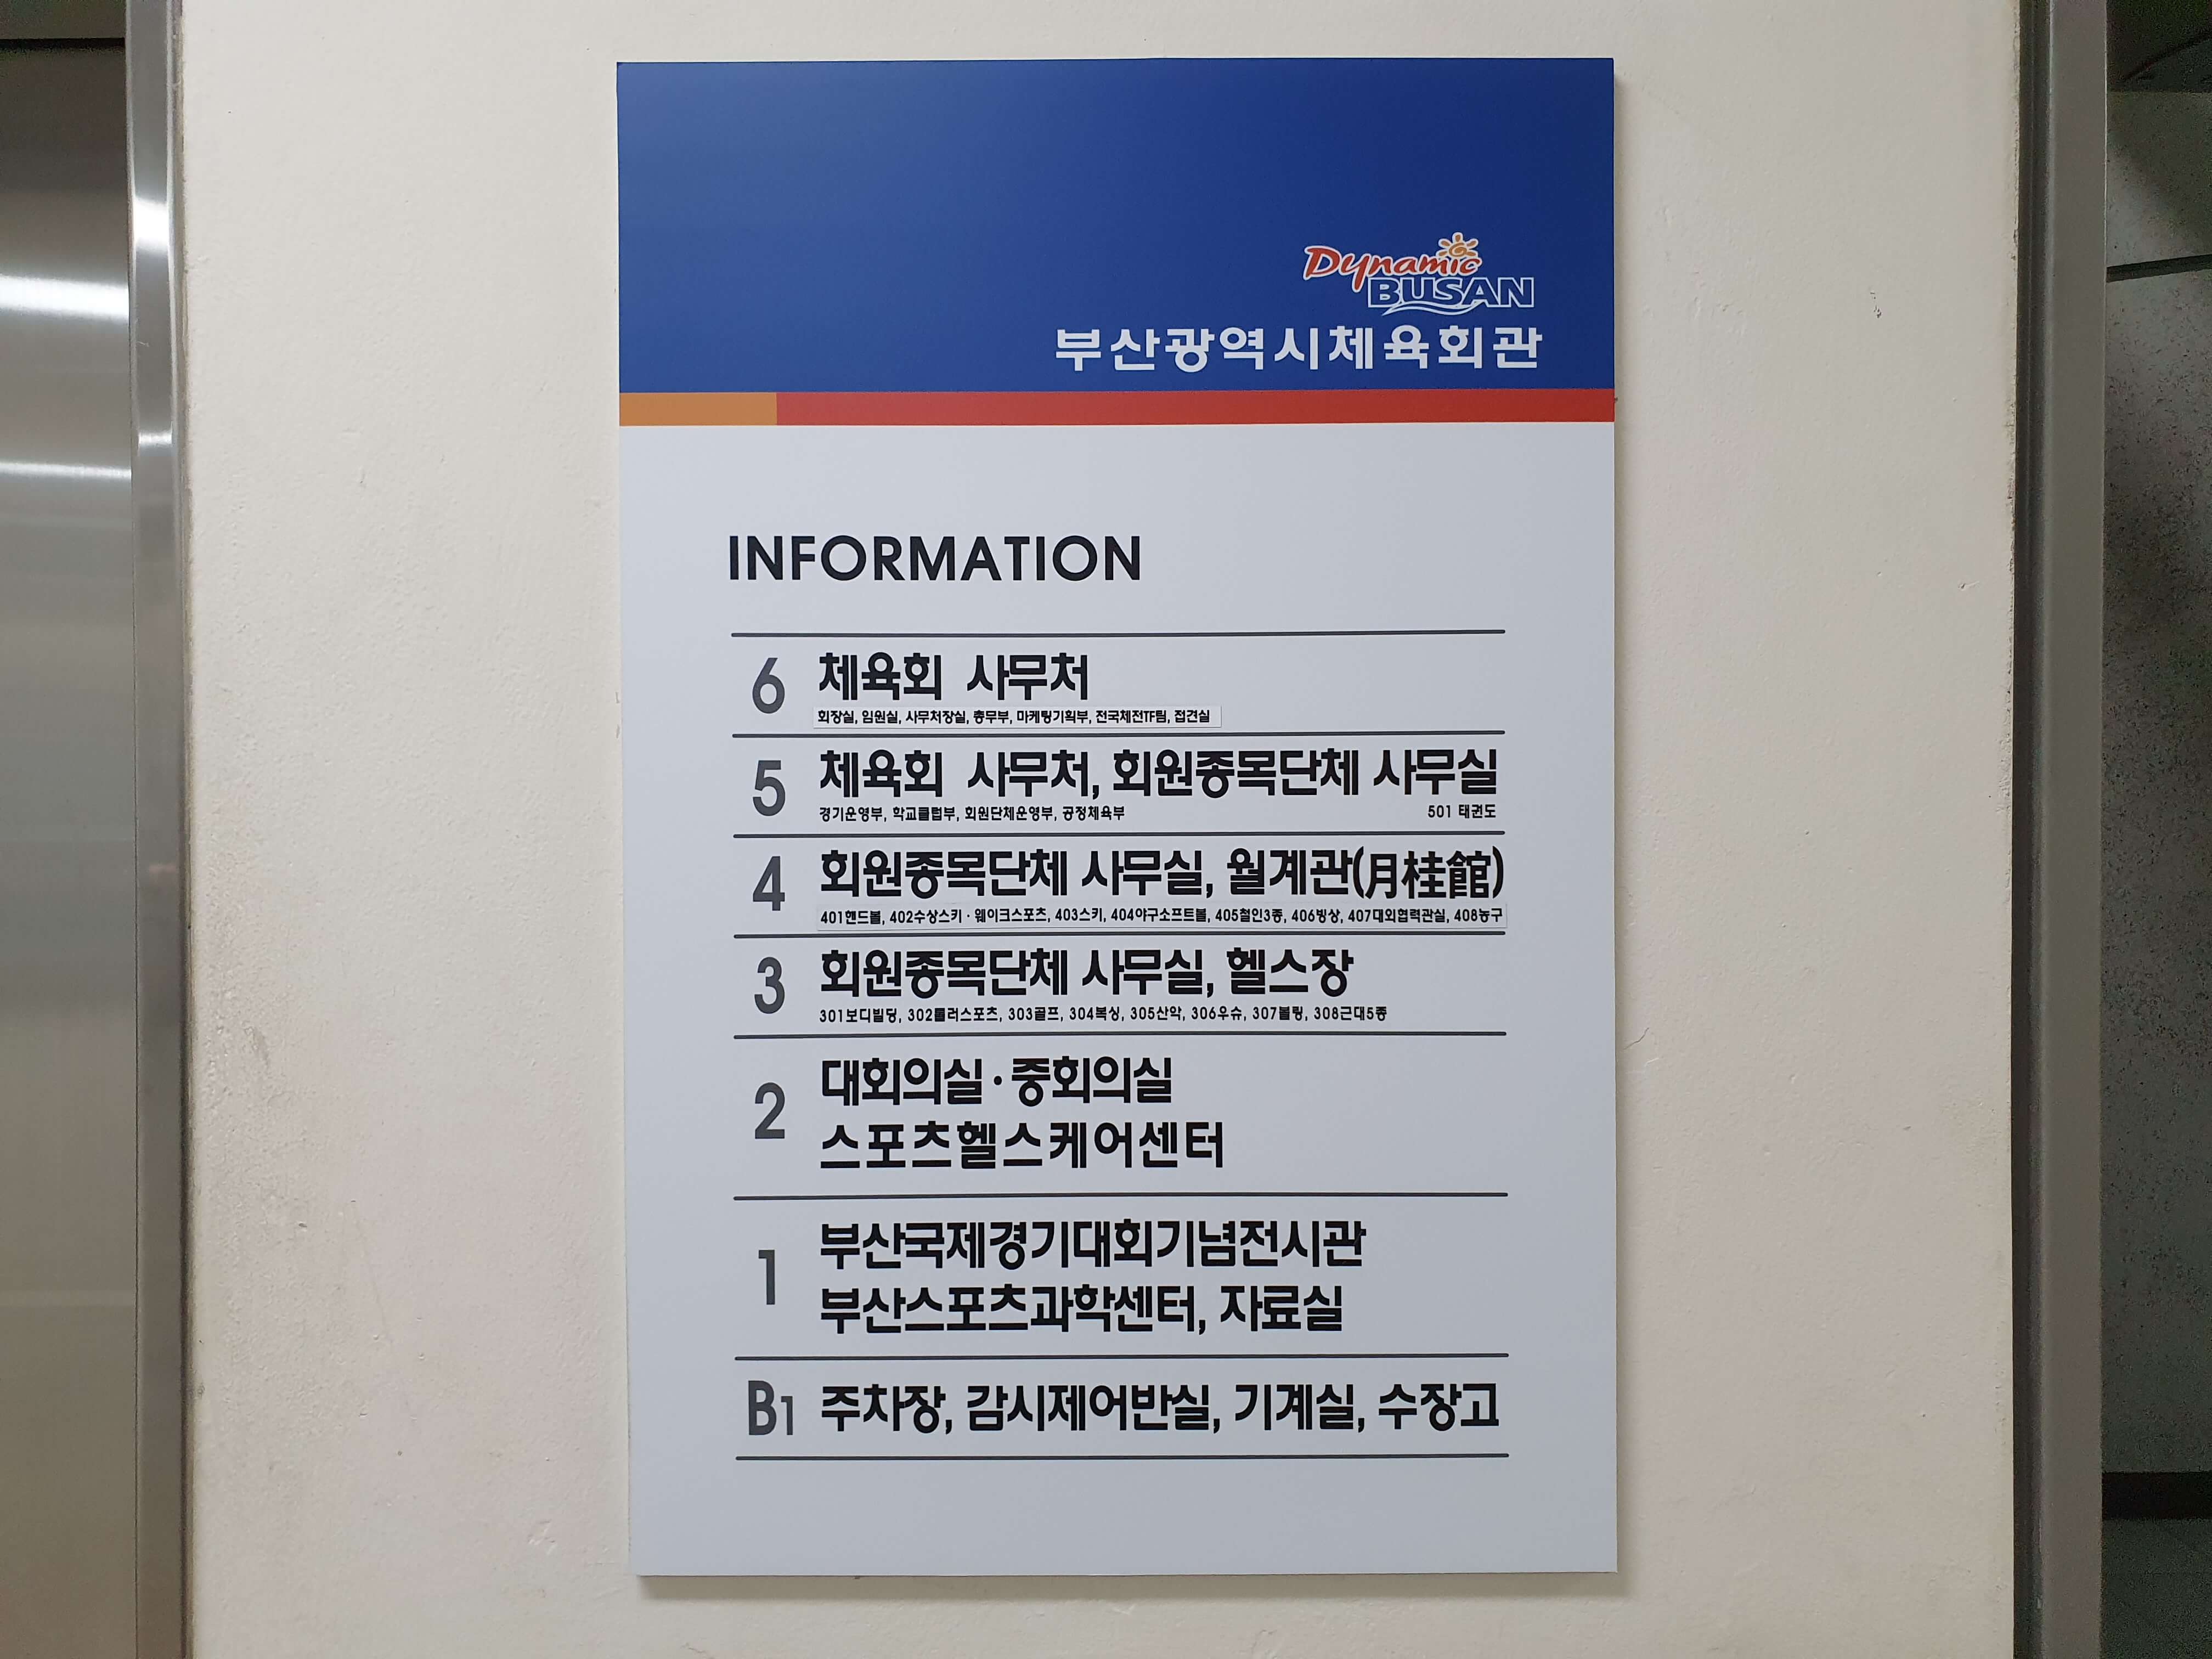 Dynamic
BUSAN
부산광역시체육회관
INFORMATION
6 체육회 사무처
회장실, 임원실, 사무처장실, 총무부, 마케팅기획부, 전국체전TF팀, 접견실
5 체육회 사무처, 회원종목단체 사무실
경기운영부, 학교클럽부, 회원단체운영부, 공정체육부 501 태권도
4 회원종목단체 사무실, 월계관(月桂館)
401핸드볼, 402수상스키·웨이크스포츠, 403스키, 404야구소프트볼, 405철인3종, 406빙상, 407대외협력관실, 408농구
3 회원종목단체 사무실, 헬스장
301보디빌딩, 302롤러스포츠, 303골프, 304복싱, 305산악, 306우슈, 307볼링, 308근대5종
2 대회의실·중회의실
스포츠헬스케어센터
1 부산국제경기대회기념전시관
부산스포츠과학센터, 자료실
B1 주차장, 감시제어반실, 기계실, 수장고